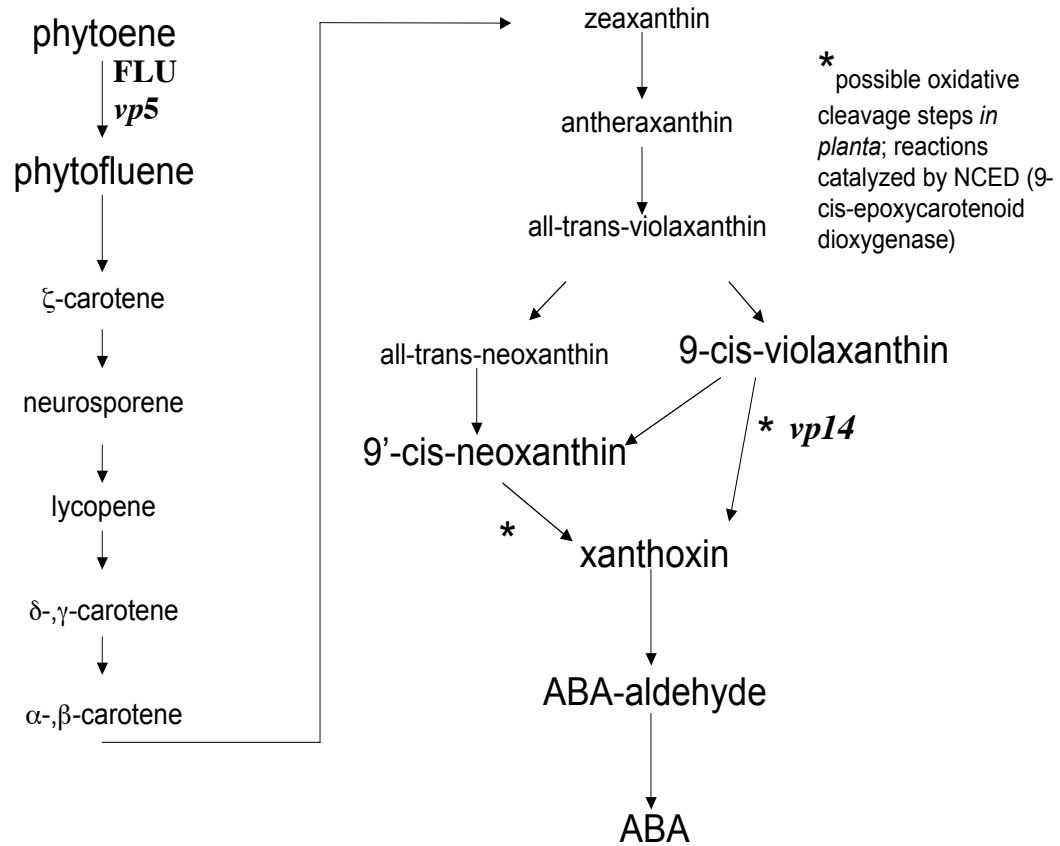 phytoene
FLU
vp5
phytofluene
ζ-carotene
neurosporene
lycopene
δ-,γ-carotene
α-,β-carotene
zeaxanthin
antheraxanthin
all-trans-violaxanthin
all-trans-neoxanthin
9-cis-violaxanthin
* vp14
9’-cis-neoxanthin
*
xanthoxin
ABA-aldehyde
ABA
*possible oxidative
cleavage steps in
planta; reactions
catalyzed by NCED (9-
cis-epoxycarotenoid
dioxygenase)